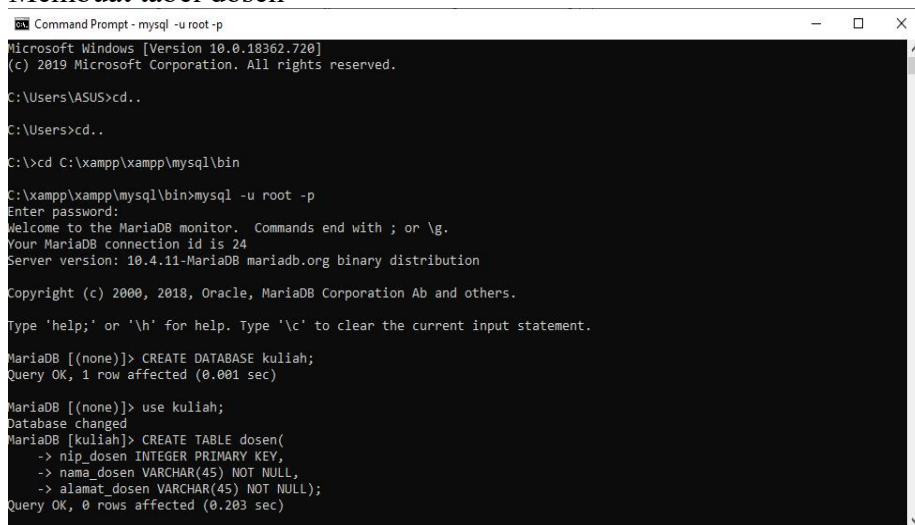 Membuat tabel dosen
Command Prompt - mysql -u root -p
Microsoft Windows [Version 10.0.18362.720]
(c) 2019 Microsoft Corporation. All rights reserved.
C:\Users\ASUS>cd..
C:\Users>cd..
C:\>cd C:\xampp\xampp\mysql\bin
C:\xampp\xampp\mysql\bin>mysql -u root -p
Enter password:
Welcome to the MariaDB monitor.  Commands end with ; or \g.
Your MariaDB connection id is 24
Server version: 10.4.11-MariaDB mariadb.org binary distribution
Copyright (c) 2000, 2018, Oracle, MariaDB Corporation Ab and others.
Type 'help;' or '\h' for help. Type '\c' to clear the current input statement.
MariaDB [(none)]> CREATE DATABASE kuliah;
Query OK, 1 row affected (0.001 sec)
MariaDB [(none)]> use kuliah;
Database changed
MariaDB [kuliah]> CREATE TABLE dosen(
    -> nip_dosen INTEGER PRIMARY KEY,
    -> nama_dosen VARCHAR(45) NOT NULL,
    -> alamat_dosen VARCHAR(45) NOT NULL);
Query OK, 0 rows affected (0.203 sec)